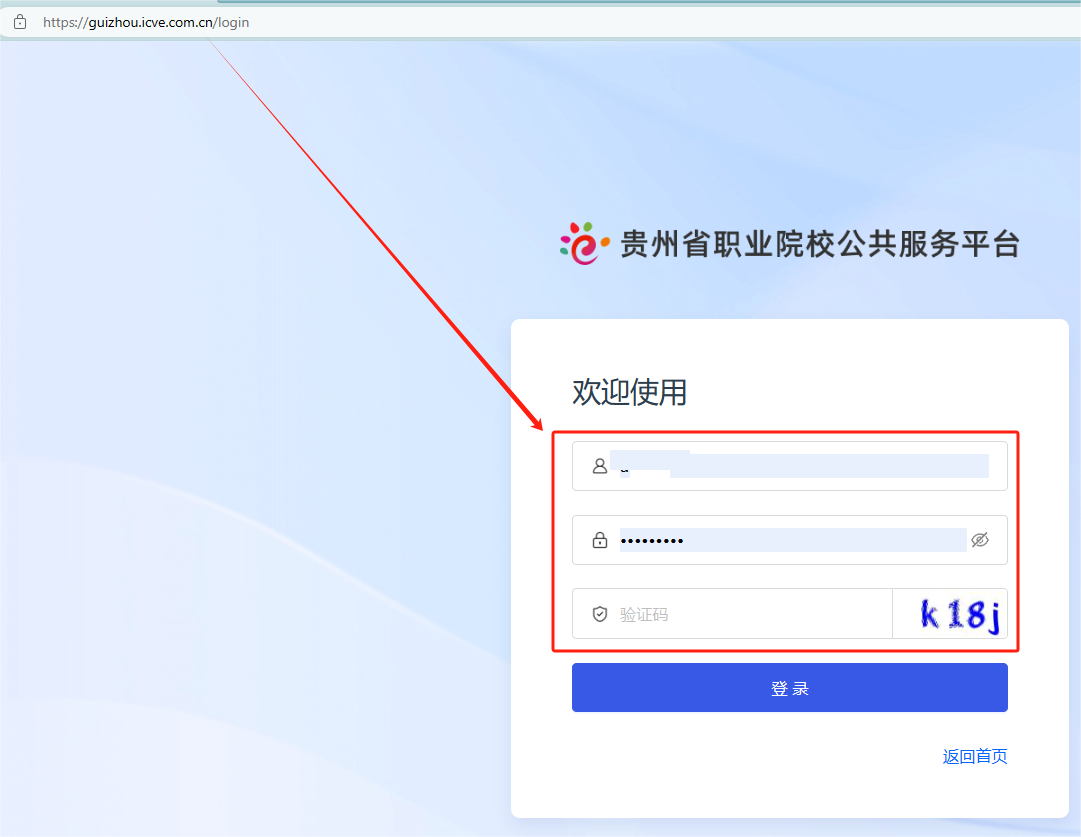 https://guizhou.icve.com.cn/login
贵州省职业院校公共服务平台
欢迎使用
•••••••••
验证码
k18j
登 录
返回首页